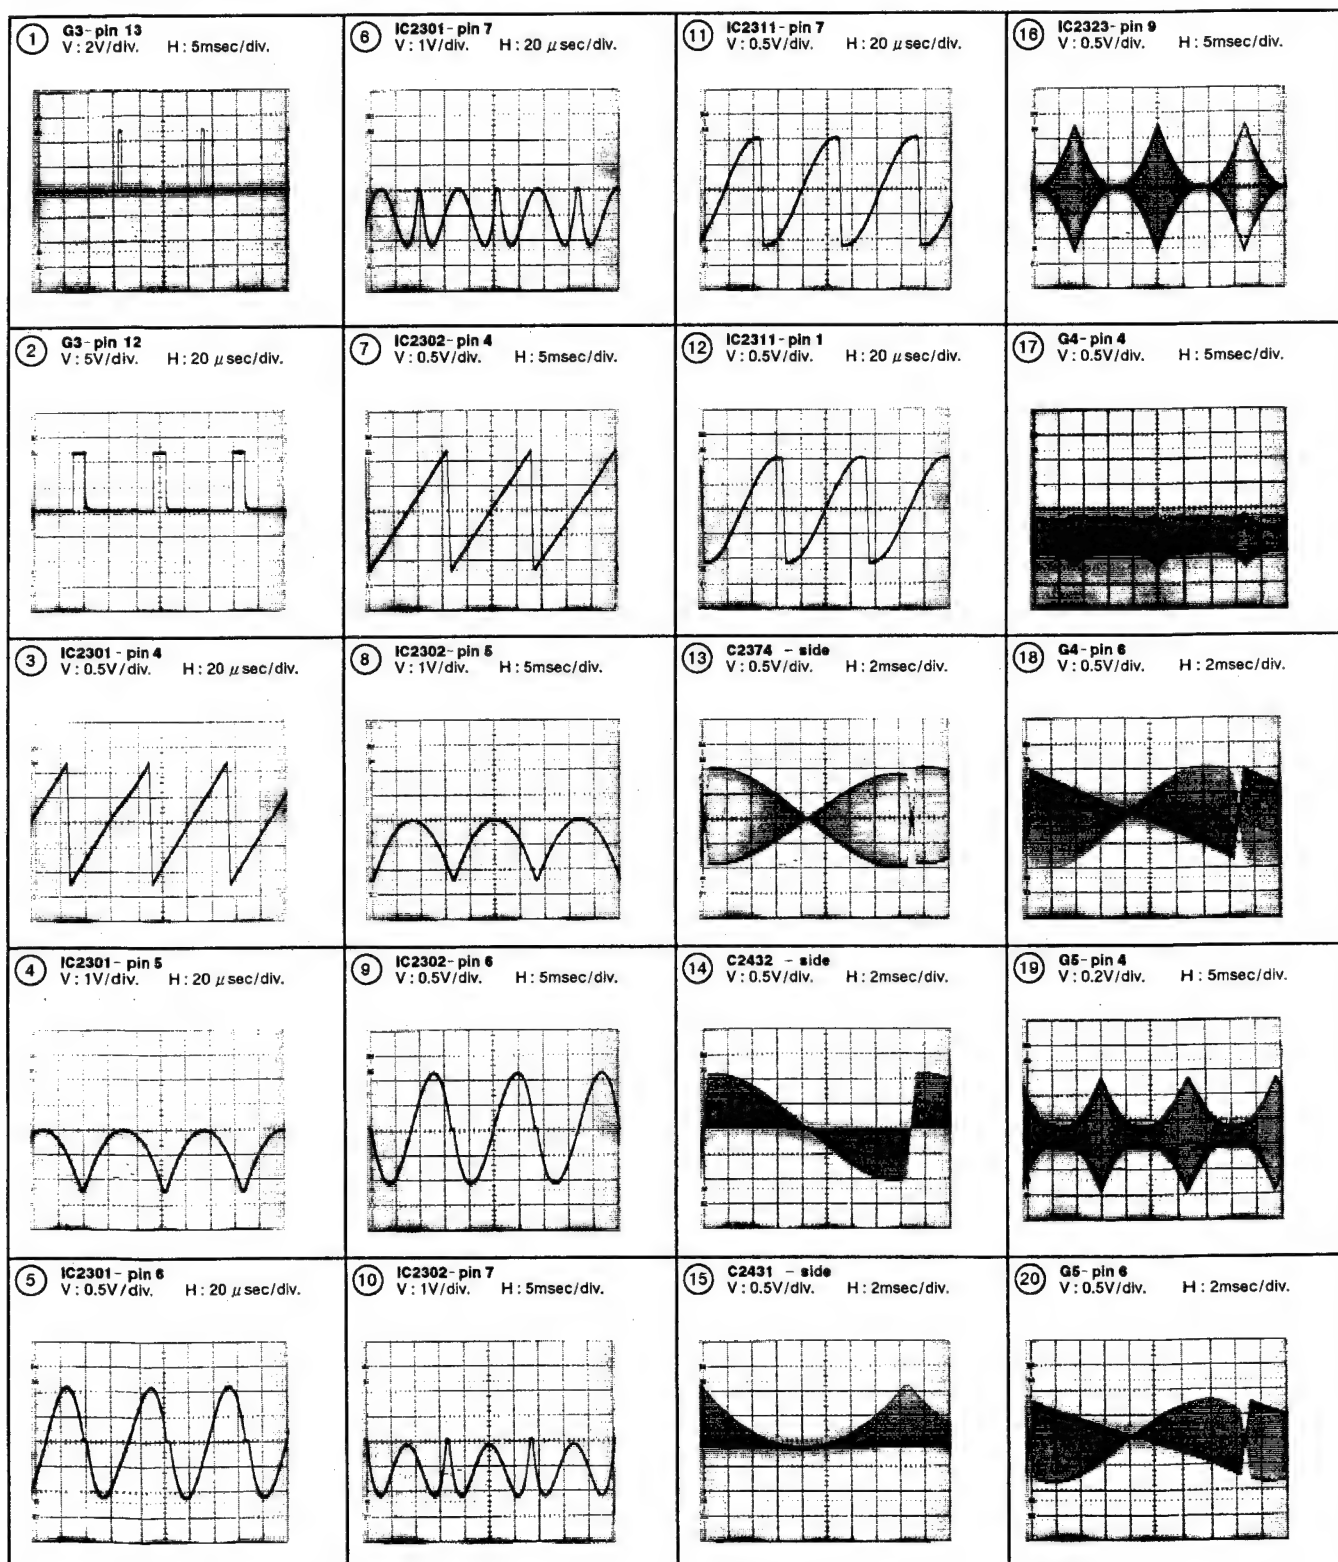 1 G3-pin 13
V : 2V/div. H : 5msec/div.
2 G3-pin 12
V : 5V/div. H : 20 μsec/div.
3 IC2301-pin 4
V : 0.5V/div. H : 20 μsec/div.
4 IC2301-pin 5
V : 1V/div. H : 20 μsec/div.
5 IC2301-pin 6
V : 0.5V/div. H : 20 μsec/div.
6 IC2301-pin 7
V : 1V/div. H : 20 μsec/div.
7 IC2302-pin 4
V : 0.5V/div. H : 5msec/div.
8 IC2302-pin 5
V : 1V/div. H : 5msec/div.
9 IC2302-pin 6
V : 0.5V/div. H : 5msec/div.
10 IC2302-pin 7
V : 1V/div. H : 5msec/div.
11 IC2311-pin 7
V : 0.5V/div. H : 20 μsec/div.
12 IC2311-pin 1
V : 0.5V/div. H : 20 μsec/div.
13 C2374 - side
V : 0.5V/div. H : 2msec/div.
14 C2432 - side
V : 0.5V/div. H : 2msec/div.
15 C2431 - side
V : 0.5V/div. H : 2msec/div.
16 IC2323-pin 9
V : 0.5V/div. H : 5msec/div.
17 G4-pin 4
V : 0.5V/div. H : 5msec/div.
18 G4-pin 6
V : 0.5V/div. H : 2msec/div.
19 G5-pin 4
V : 0.2V/div. H : 5msec/div.
20 G5-pin 6
V : 0.5V/div. H : 2msec/div.